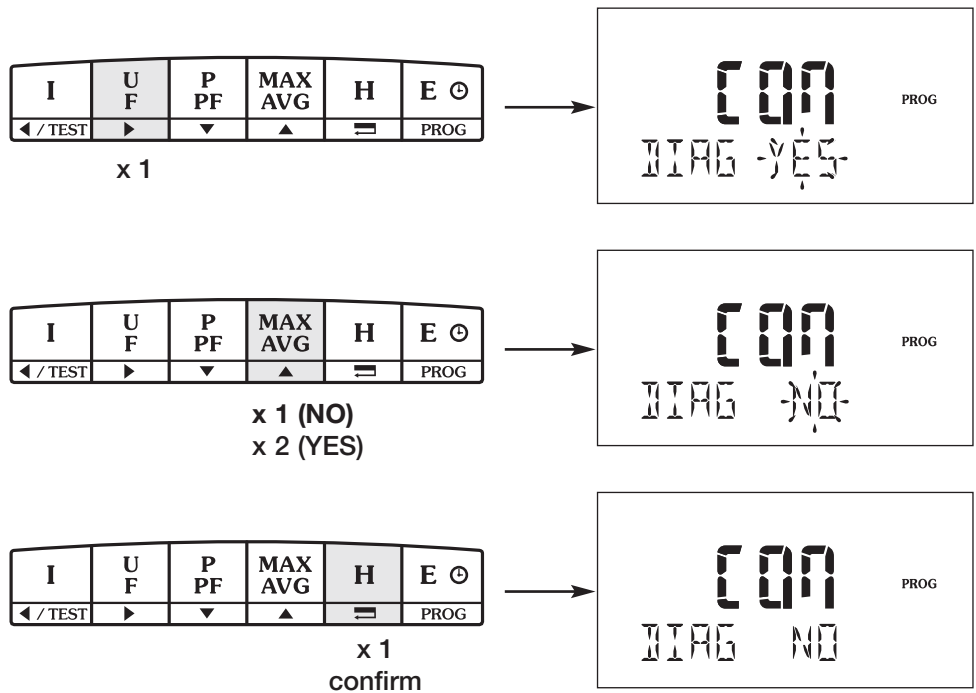 I U F P PF MAX AVG H E
/ TEST PROG
x 1
COM
PROG
DIAG YES
I U F P PF MAX AVG H E
/ TEST PROG
x 1 (NO)
x 2 (YES)
COM
PROG
DIAG NO
I U F P PF MAX AVG H E
/ TEST PROG
x 1
confirm
COM
PROG
DIAG NO